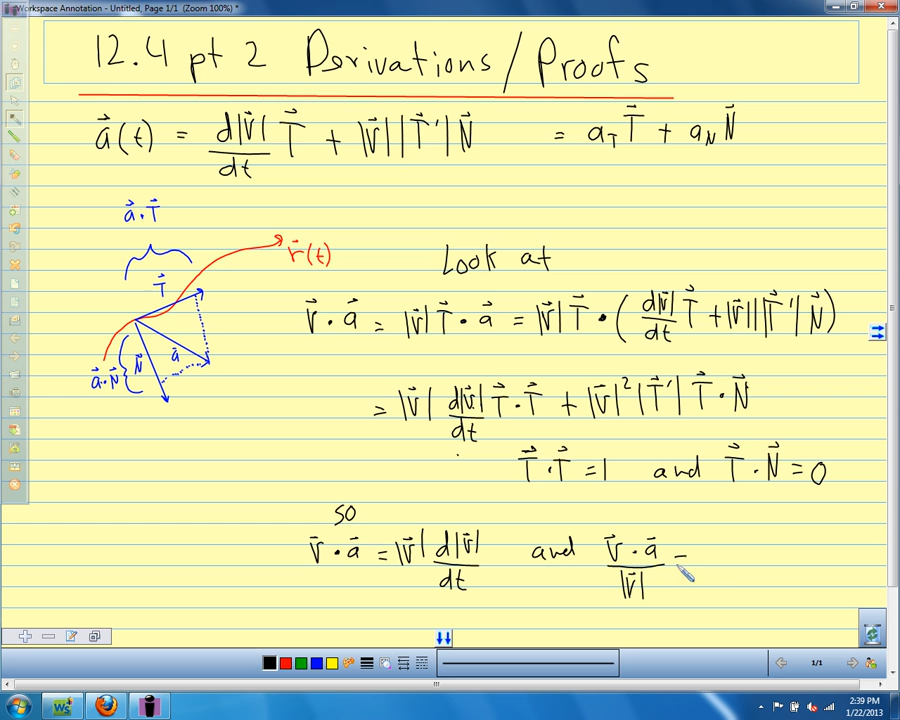 Workspace Annotation - Untitled, Page 1/1 (Zoom 100%) *
12.4 pt 2 Derivations/Proofs
a⃗(t) = d|v⃗|/dt T⃗ + |v⃗||T⃗'|N⃗ = a_T T⃗ + a_N N⃗
a⃗·T⃗
r⃗(t)
T⃗
a⃗
N⃗
a⃗·N⃗
Look at
v⃗·a⃗ = |v⃗|T⃗·a⃗ = |v⃗|T⃗·(d|v⃗|/dt T⃗ + |v⃗||T⃗'|N⃗)
= |v⃗| d|v⃗|/dt T⃗·T⃗ + |v⃗|²|T⃗'| T⃗·N⃗
T⃗·T⃗ = 1 and T⃗·N⃗ = 0
so
v⃗·a⃗ = |v⃗| d|v⃗|/dt and v⃗·a⃗/|v⃗| =
1/1
2:39 PM
1/22/2013